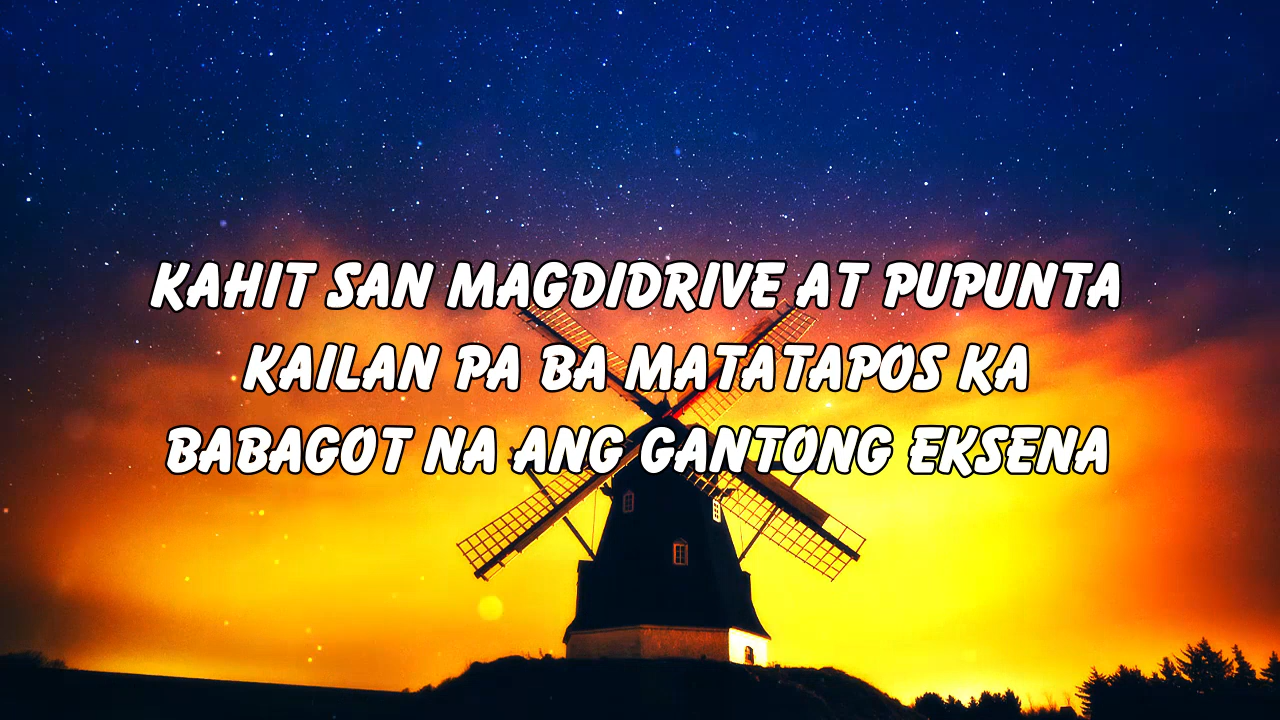 KAHIT SAN MAGDIDRIVE AT PUPUNTA
KAILAN PA BA MATATAPOS KA
BABAGOT NA ANG GANTONG EKSENA